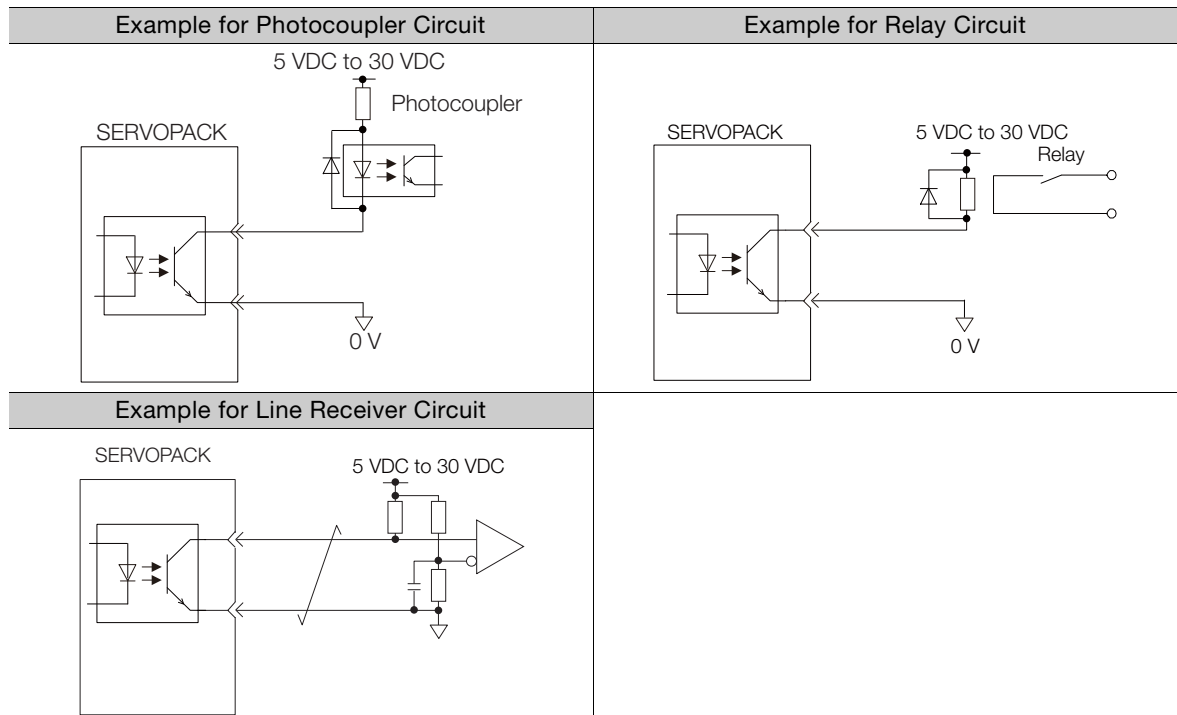 Example for Photocoupler Circuit
Example for Relay Circuit
5 VDC to 30 VDC
Photocoupler
SERVOPACK
0 V
SERVOPACK
5 VDC to 30 VDC
Relay
0 V
Example for Line Receiver Circuit
SERVOPACK
5 VDC to 30 VDC